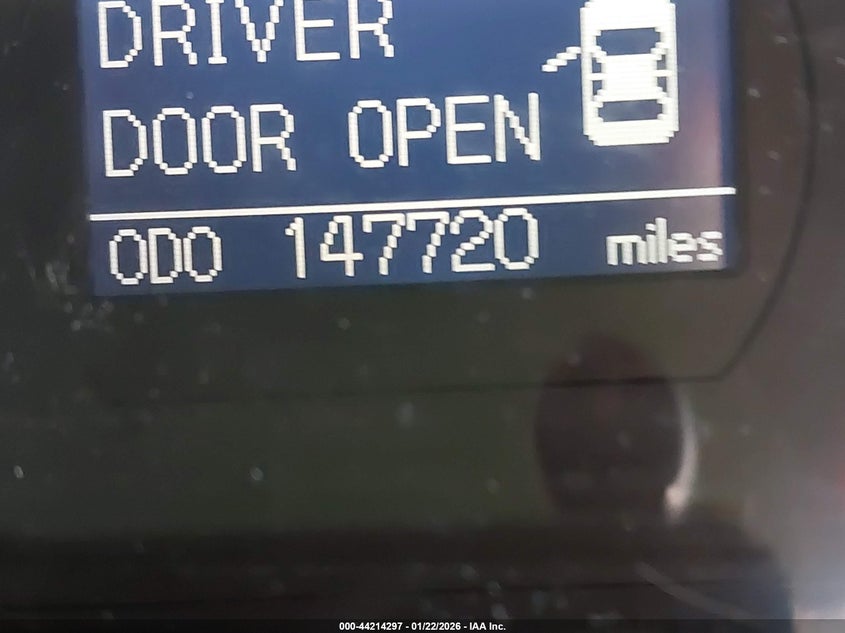 DRIVER
DOOR OPEN
ODO 147720 miles
000-44214297 - 01/22/2026 - IAA Inc.